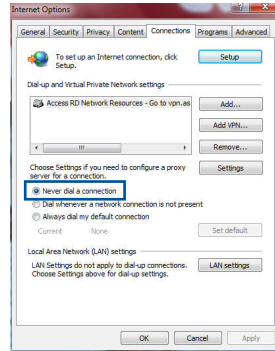 Internet Options
General Security Privacy Content Connections Programs Advanced
To set up an Internet connection, click Setup
Setup.
Dial-up and Virtual Private Network settings
Access RD Network Resources - Go to vpn.as
Add...
Add VPN...
Remove...
Choose Settings if you need to configure a proxy Settings
server for a connection.
Never dial a connection
Dial whenever a network connection is not present
Always dial my default connection
Current None Set default
Local Area Network (LAN) settings
LAN Settings do not apply to dial-up connections. LAN settings
Choose Settings above for dial-up settings.
OK Cancel Apply